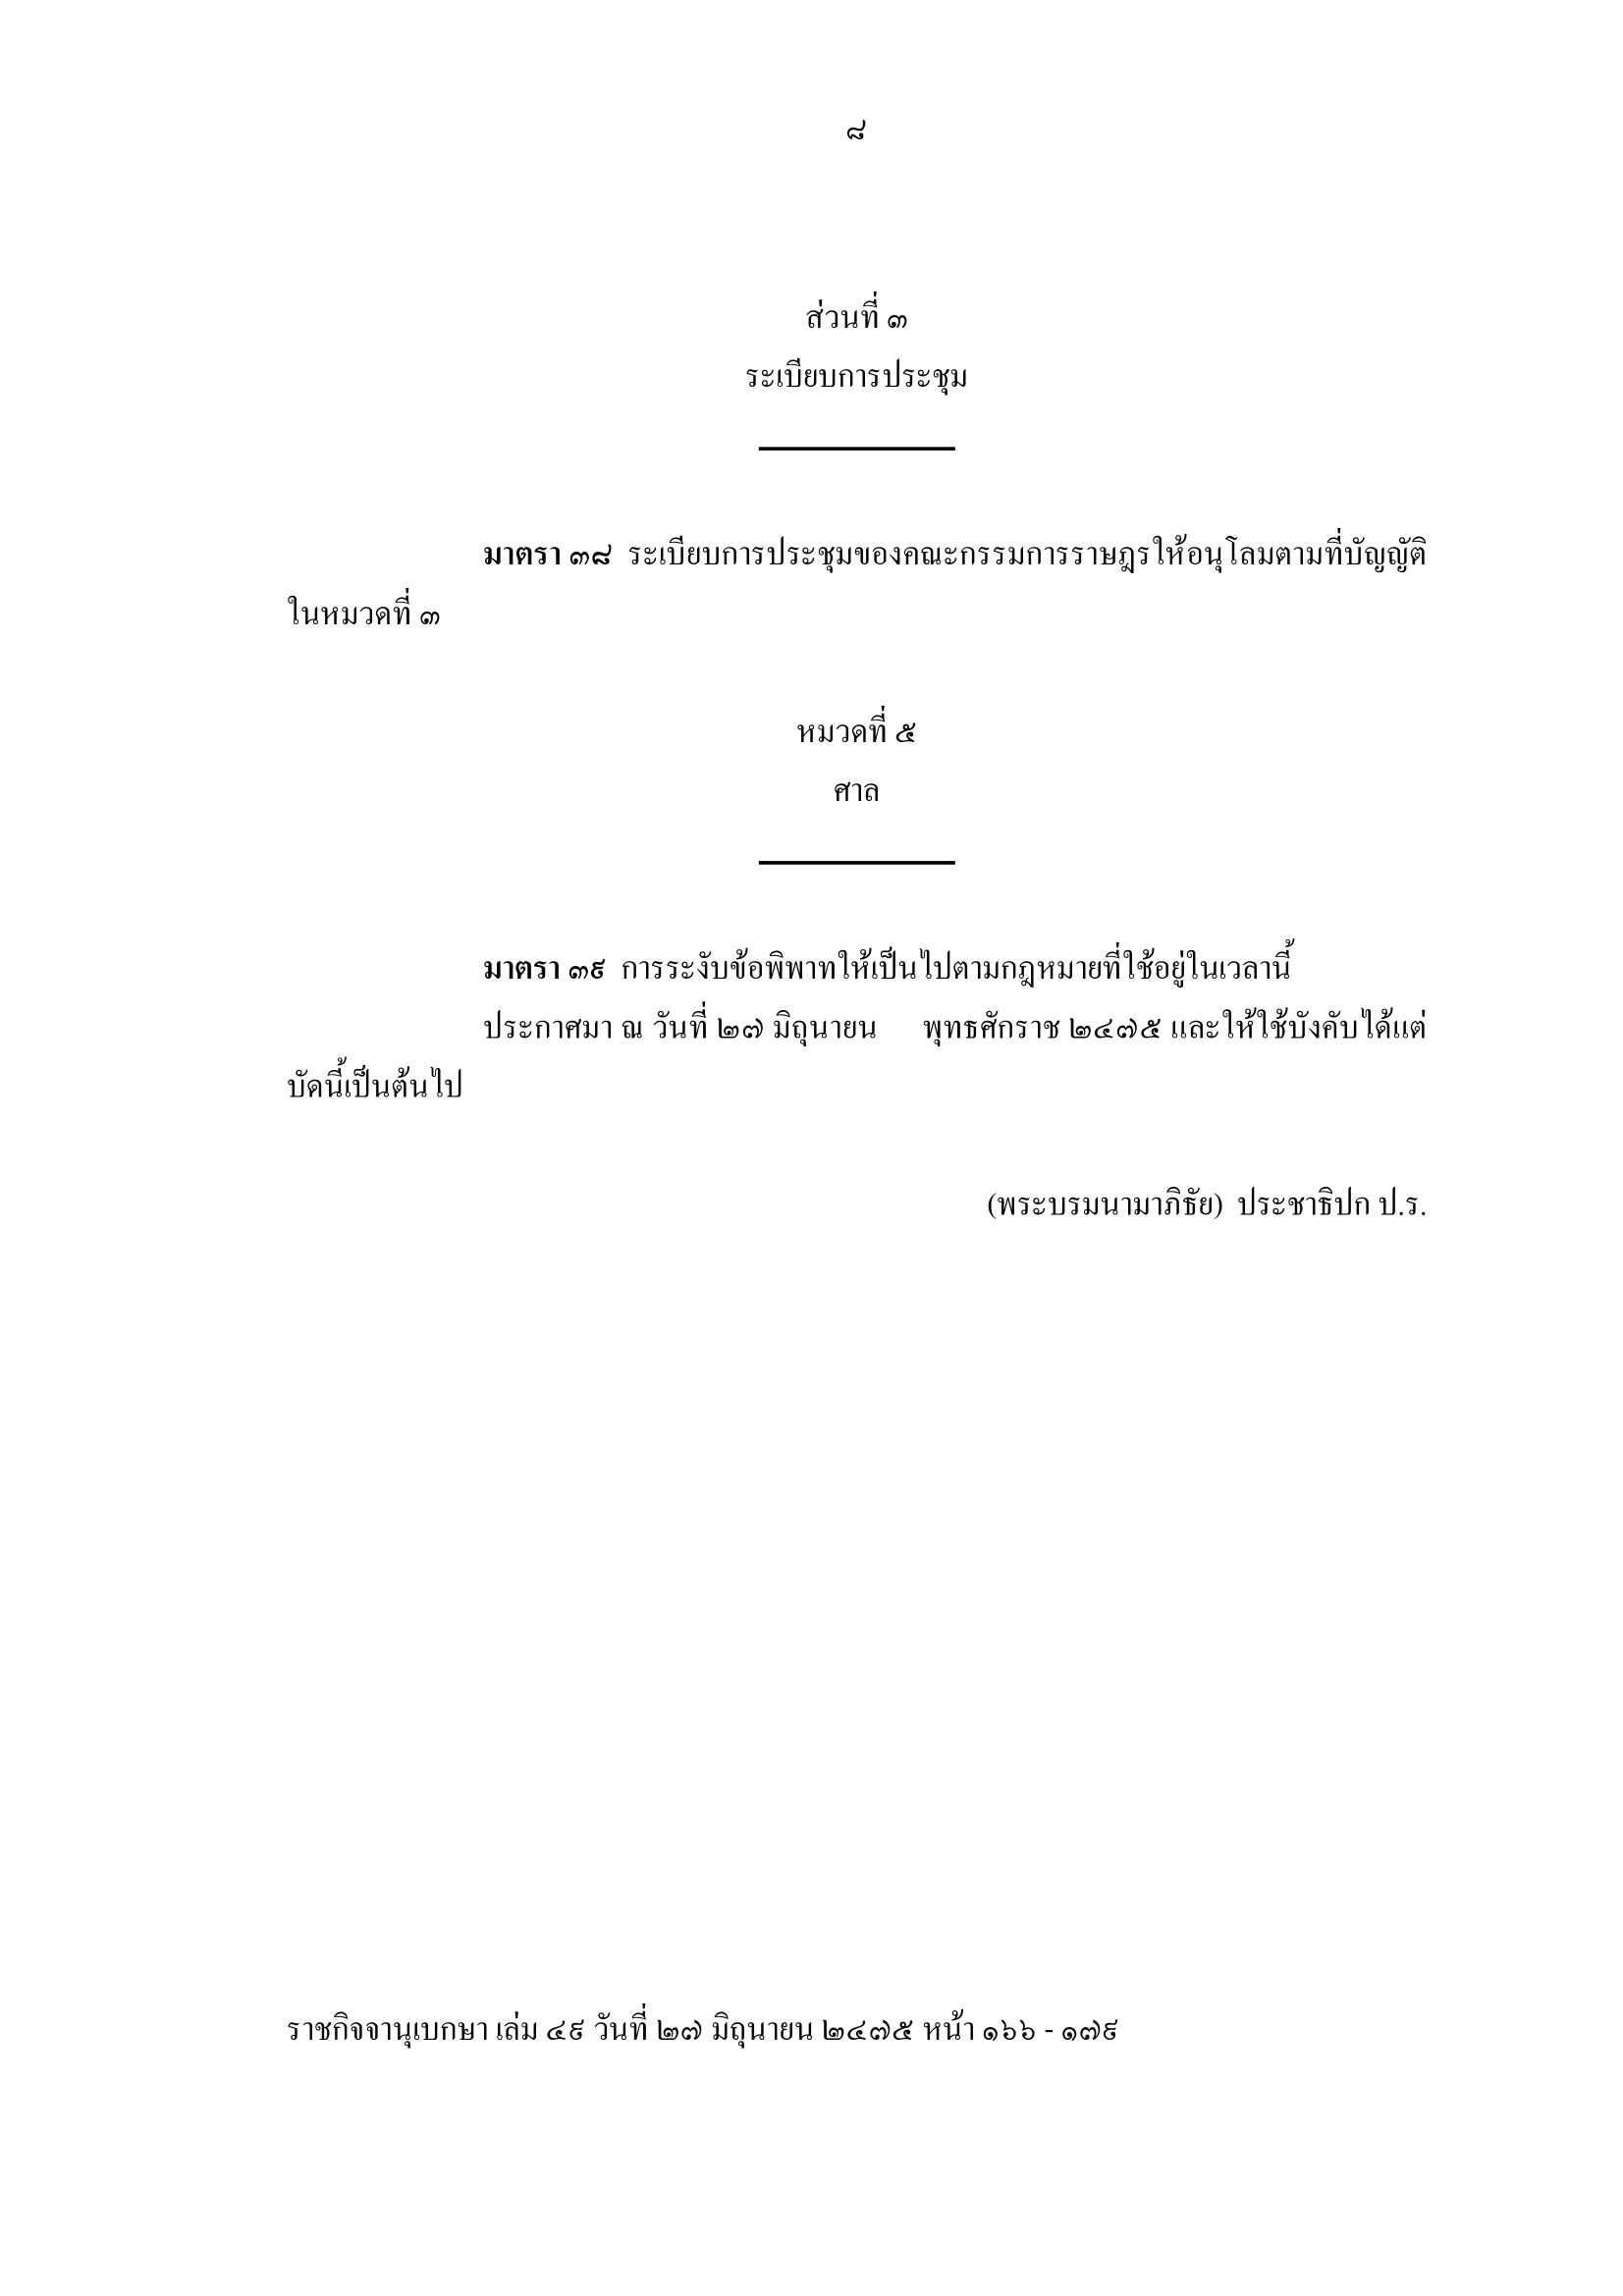 ๘
ส่วนที่ ๓
ระเบียบการประชุม
มาตรา ๓๘  ระเบียบการประชุมของคณะกรรมการราษฎรให้อนุโลมตามที่บัญญัติ
ในหมวดที่ ๓
หมวดที่ ๕
ศาล
มาตรา ๓๙  การระงับข้อพิพาทให้เป็นไปตามกฎหมายที่ใช้อยู่ในเวลานี้
ประกาศมา ณ วันที่ ๒๗ มิถุนายน   พุทธศักราช ๒๔๗๕ และให้ใช้บังคับได้แต่
บัดนี้เป็นต้นไป
(พระบรมนามาภิธัย)  ประชาธิปก ป.ร.
ราชกิจจานุเบกษา เล่ม ๔๙ วันที่ ๒๗ มิถุนายน ๒๔๗๕ หน้า ๑๖๖ - ๑๗๙